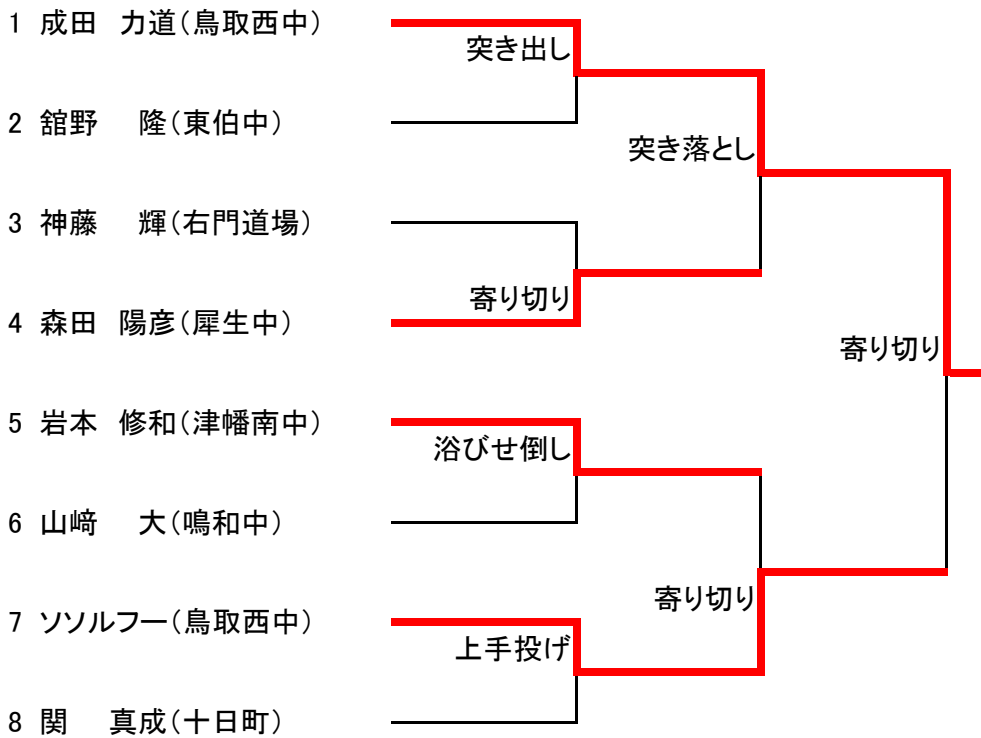 1 成田 力道(鳥取西中)
突き出し
2 舘野 隆(東伯中)
突き落とし
3 神藤 輝(右門道場)
寄り切り
4 森田 陽彦(犀生中)
寄り切り
5 岩本 修和(津幡南中)
浴びせ倒し
6 山﨑 大(鳴和中)
寄り切り
7 ソソルフー(鳥取西中)
上手投げ
8 関 真成(十日町)